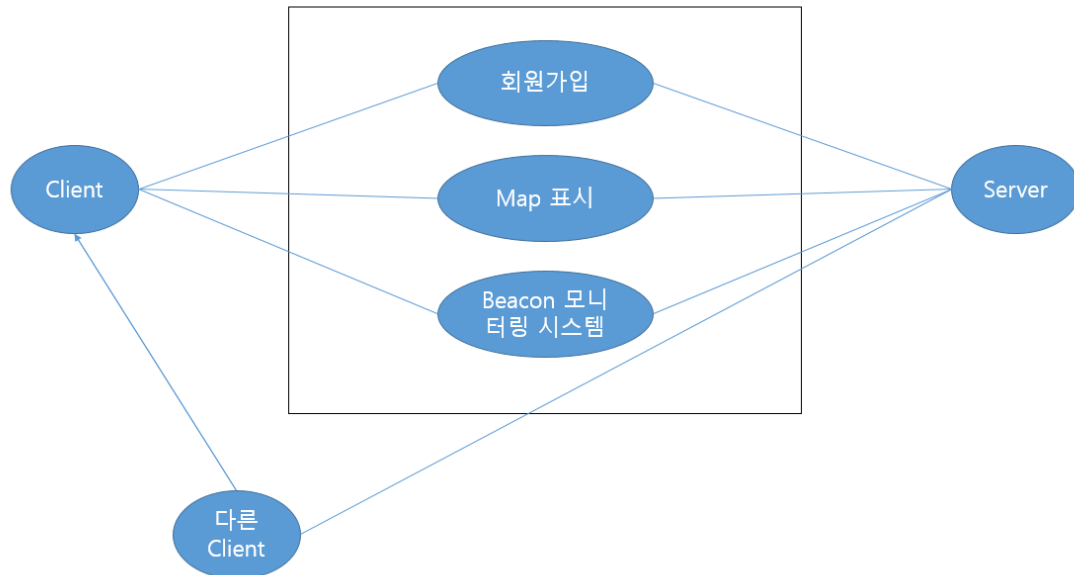 회원가입
Client
Map 표시
Server
Beacon 모니
터링 시스템
다른
Client